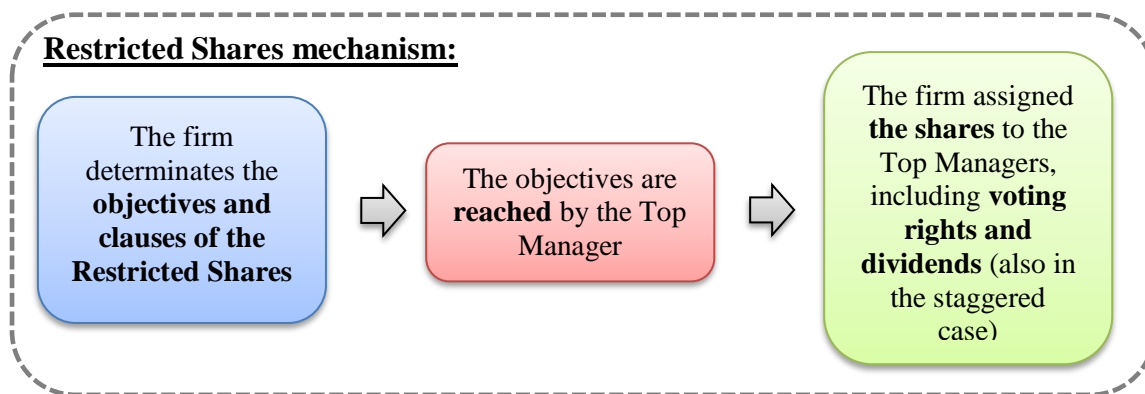 Restricted Shares mechanism:
The firm
determinates the
objectives and
clauses of the
Restricted Shares
The objectives are
reached by the Top
Manager
The firm assigned
the shares to the
Top Managers,
including voting
rights and
dividends (also in
the staggered
case)